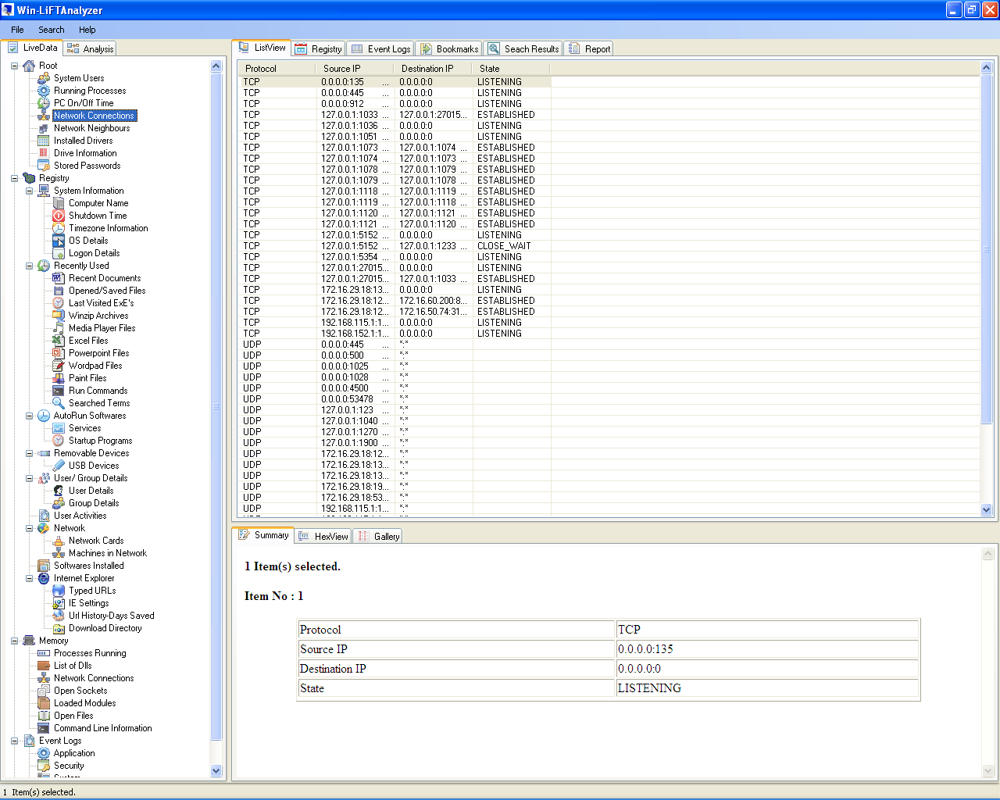 Win-LiFTAnalyzer
File Search Help
LiveData Analysis
Root
System Users
Running Processes
PC On/Off Time
Network Connections
Network Neighbours
Installed Drivers
Drive Information
Stored Passwords
Registry
System Information
Computer Name
Shutdown Time
Timezone Information
OS Details
Logon Details
Recently Used
Recent Documents
Opened/Saved Files
Last Visited ExE's
Winzip Archives
Media Player Files
Excel Files
Powerpoint Files
Wordpad Files
Paint Files
Run Commands
Searched Terms
AutoRun Softwares
Services
Startup Programs
Removable Devices
USB Devices
User/ Group Details
User Details
Group Details
User Activities
Network
Network Cards
Machines in Network
Softwares Installed
Internet Explorer
Typed URLs
IE Settings
Url History-Days Saved
Download Directory
Memory
Processes Running
List of Dlls
Network Connections
Open Sockets
Loaded Modules
Open Files
Command Line Information
Event Logs
Application
Security
ListView Registry Event Logs Bookmarks Seach Results Report
Protocol Source IP Destination IP State
TCP 0.0.0.0:135 ... 0.0.0.0:0 LISTENING
TCP 0.0.0.0:445 ... 0.0.0.0:0 LISTENING
TCP 0.0.0.0:912 ... 0.0.0.0:0 LISTENING
TCP 127.0.0.1:1033 ... 127.0.0.1:27015... ESTABLISHED
TCP 127.0.0.1:1036 ... 0.0.0.0:0 LISTENING
TCP 127.0.0.1:1051 ... 0.0.0.0:0 LISTENING
TCP 127.0.0.1:1073 ... 127.0.0.1:1074 ... ESTABLISHED
TCP 127.0.0.1:1074 ... 127.0.0.1:1073 ... ESTABLISHED
TCP 127.0.0.1:1078 ... 127.0.0.1:1079 ... ESTABLISHED
TCP 127.0.0.1:1079 ... 127.0.0.1:1078 ... ESTABLISHED
TCP 127.0.0.1:1118 ... 127.0.0.1:1119 ... ESTABLISHED
TCP 127.0.0.1:1119 ... 127.0.0.1:1118 ... ESTABLISHED
TCP 127.0.0.1:1120 ... 127.0.0.1:1121 ... ESTABLISHED
TCP 127.0.0.1:1121 ... 127.0.0.1:1120 ... ESTABLISHED
TCP 127.0.0.1:5152 ... 0.0.0.0:0 LISTENING
TCP 127.0.0.1:5152 ... 127.0.0.1:1233 ... CLOSE_WAIT
TCP 127.0.0.1:5354 ... 0.0.0.0:0 LISTENING
TCP 127.0.0.1:27015... 0.0.0.0:0 LISTENING
TCP 127.0.0.1:27015... 127.0.0.1:1033 ... ESTABLISHED
TCP 172.16.29.18:13... 0.0.0.0:0 LISTENING
TCP 172.16.29.18:12... 172.16.60.200:8... ESTABLISHED
TCP 172.16.29.18:12... 172.16.50.74:31... ESTABLISHED
TCP 192.168.115.1:1... 0.0.0.0:0 LISTENING
TCP 192.168.152.1:1... 0.0.0.0:0 LISTENING
UDP 0.0.0.0:445 ... *:*
UDP 0.0.0.0:500 ... *:*
UDP 0.0.0.0:1025 ... *:*
UDP 0.0.0.0:1028 ... *:*
UDP 0.0.0.0:4500 ... *:*
UDP 0.0.0.0:53478 ... *:*
UDP 127.0.0.1:123 ... *:*
UDP 127.0.0.1:1040 ... *:*
UDP 127.0.0.1:1270 ... *:*
UDP 127.0.0.1:1900 ... *:*
UDP 172.16.29.18:12... *:*
UDP 172.16.29.18:13... *:*
UDP 172.16.29.18:13... *:*
UDP 172.16.29.18:19... *:*
UDP 172.16.29.18:53... *:*
UDP 192.168.115.1:1... *:*
Summary HexView Gallery
1 Item(s) selected.
Item No : 1
Protocol TCP
Source IP 0.0.0.0:135
Destination IP 0.0.0.0:0
State LISTENING
1 Item(s) selected.